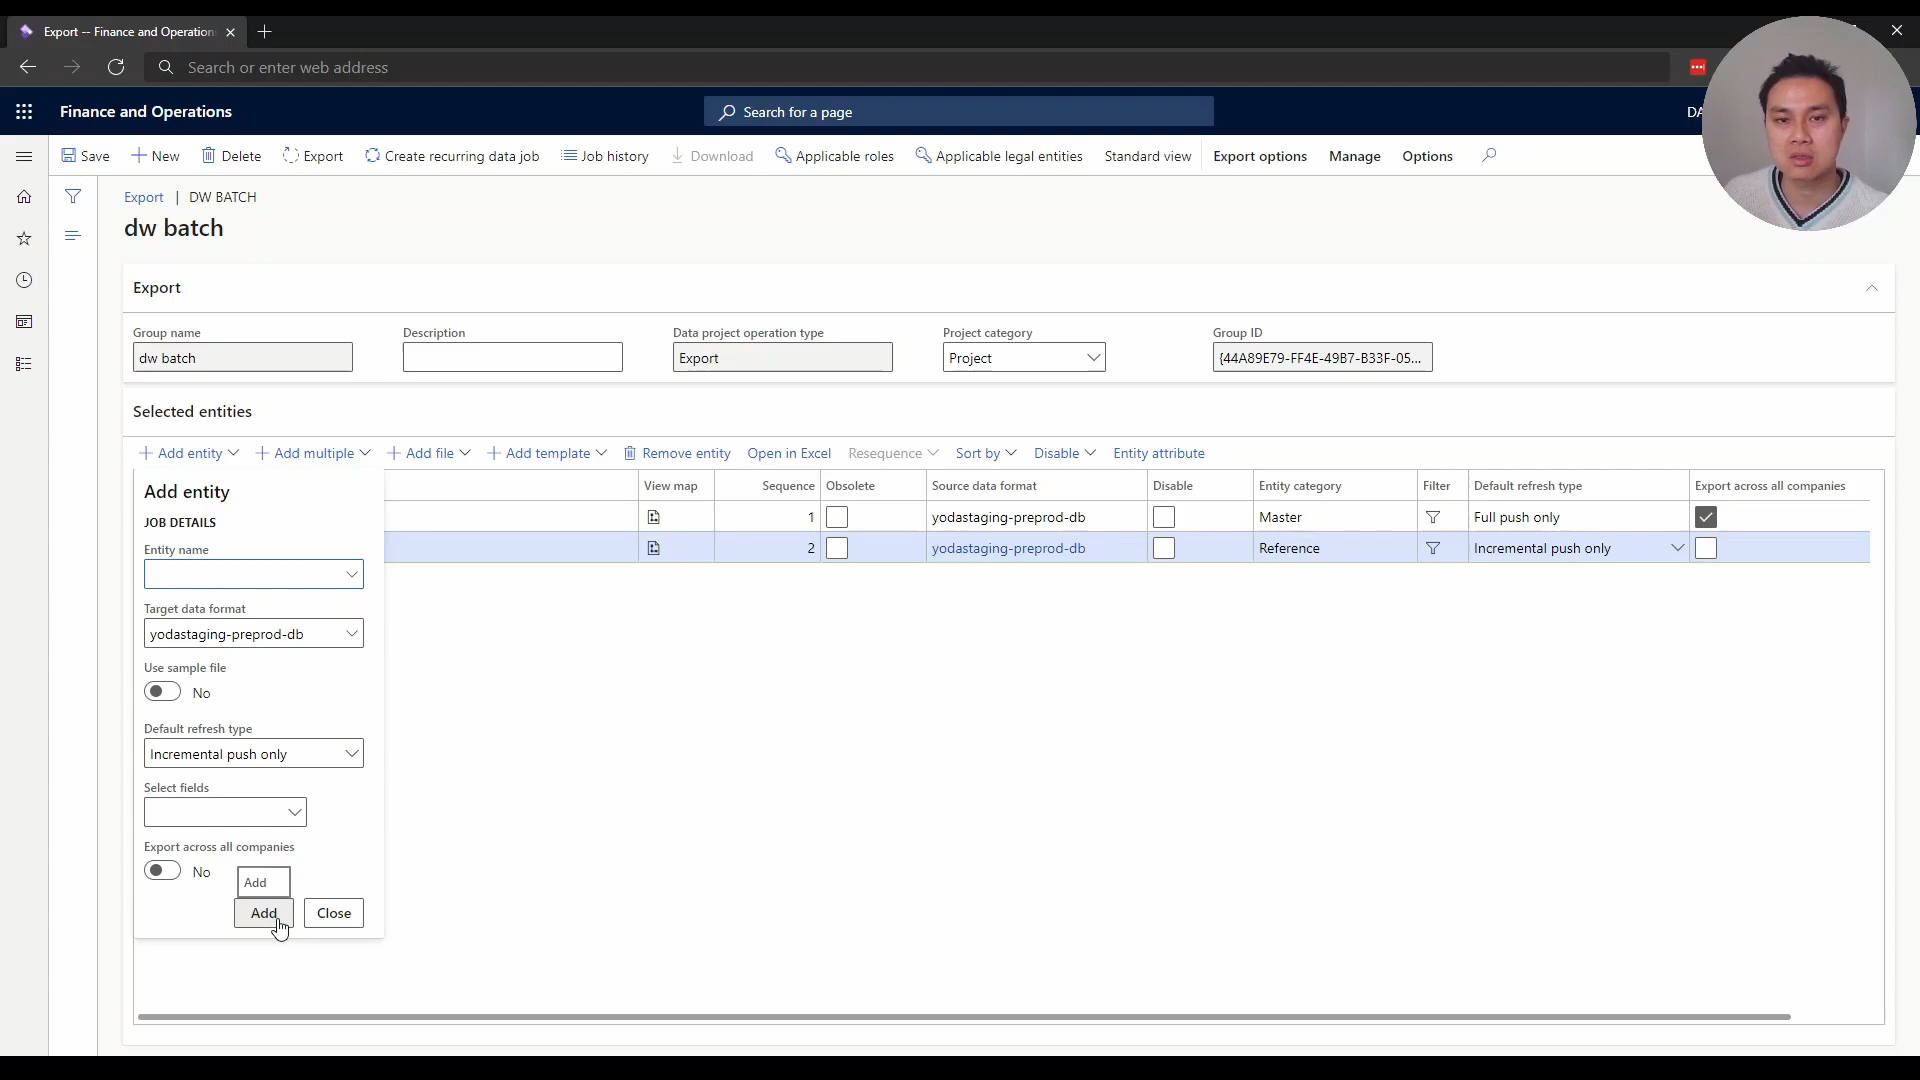 Export -- Finance and Operation
Search or enter web address
Finance and Operations
Search for a page
DA
Save
New
Delete
Export
Create recurring data job
Job history
Download
Applicable roles
Applicable legal entities
Standard view
Export options
Manage
Options
Export | DW BATCH
dw batch
Export
Group name
Description
Data project operation type
Project category
Group ID
dw batch
Export
Project
{44A89E79-FF4E-49B7-B33F-05...
Selected entities
Add entity
Add multiple
Add file
Add template
Remove entity
Open in Excel
Resequence
Sort by
Disable
Entity attribute
View map
Sequence
Obsolete
Source data format
Disable
Entity category
Filter
Default refresh type
Export across all companies
1
yodastaging-preprod-db
Master
Full push only
2
yodastaging-preprod-db
Reference
Incremental push only
Add entity
JOB DETAILS
Entity name
Target data format
yodastaging-preprod-db
Use sample file
No
Default refresh type
Incremental push only
Select fields
Export across all companies
No
Add
Add
Close